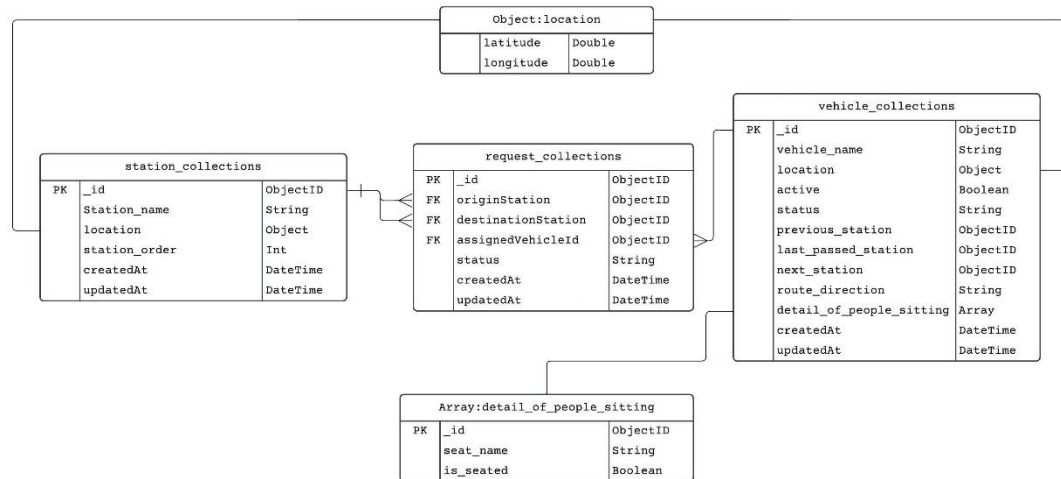 Object:location
latitude Double
longitude Double
vehicle_collections
PK _id ObjectID
vehicle_name String
location Object
active Boolean
status String
previous_station ObjectID
last_passed_station ObjectID
next_station ObjectID
route_direction String
detail_of_people_sitting Array
createdAt DateTime
updatedAt DateTime
station_collections
PK _id ObjectID
Station_name String
location Object
station_order Int
createdAt DateTime
updatedAt DateTime
request_collections
PK _id ObjectID
FK originStation ObjectID
FK destinationStation ObjectID
FK assignedVehicleId ObjectID
status String
createdAt DateTime
updatedAt DateTime
Array:detail_of_people_sitting
PK _id ObjectID
seat_name String
is_seated Boolean